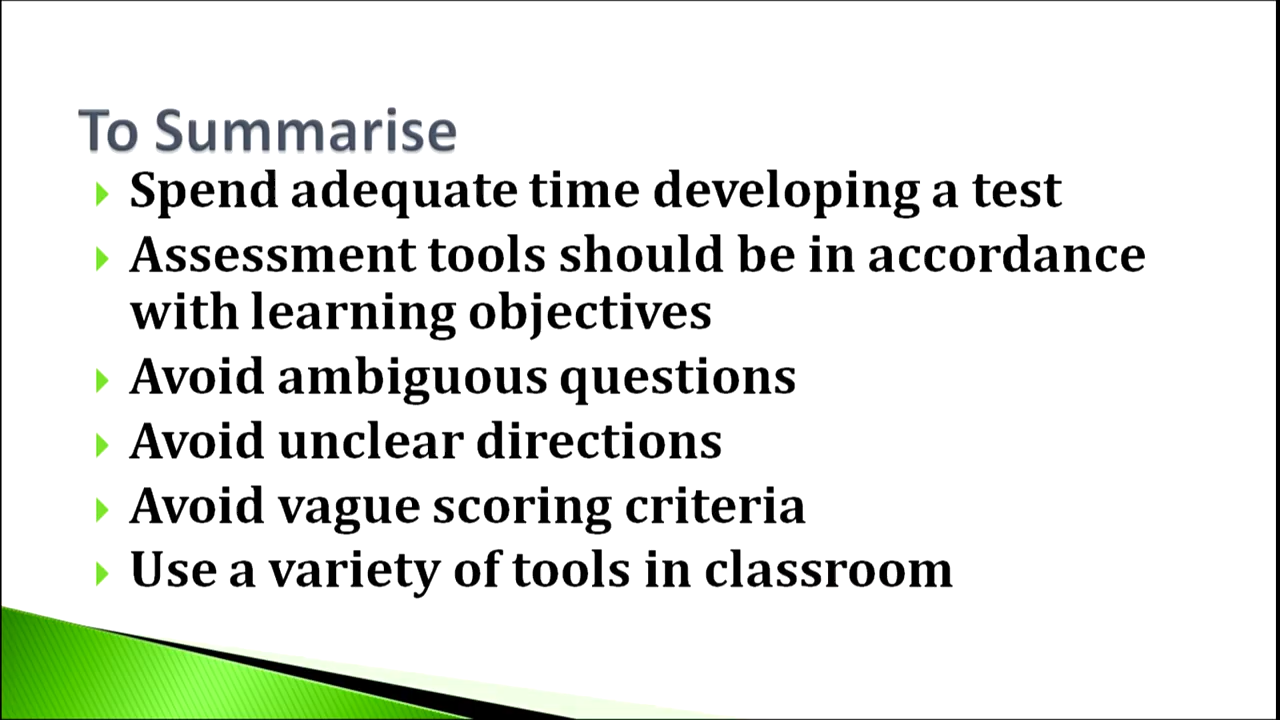 To Summarise
Spend adequate time developing a test
Assessment tools should be in accordance
with learning objectives
Avoid ambiguous questions
Avoid unclear directions
Avoid vague scoring criteria
Use a variety of tools in classroom